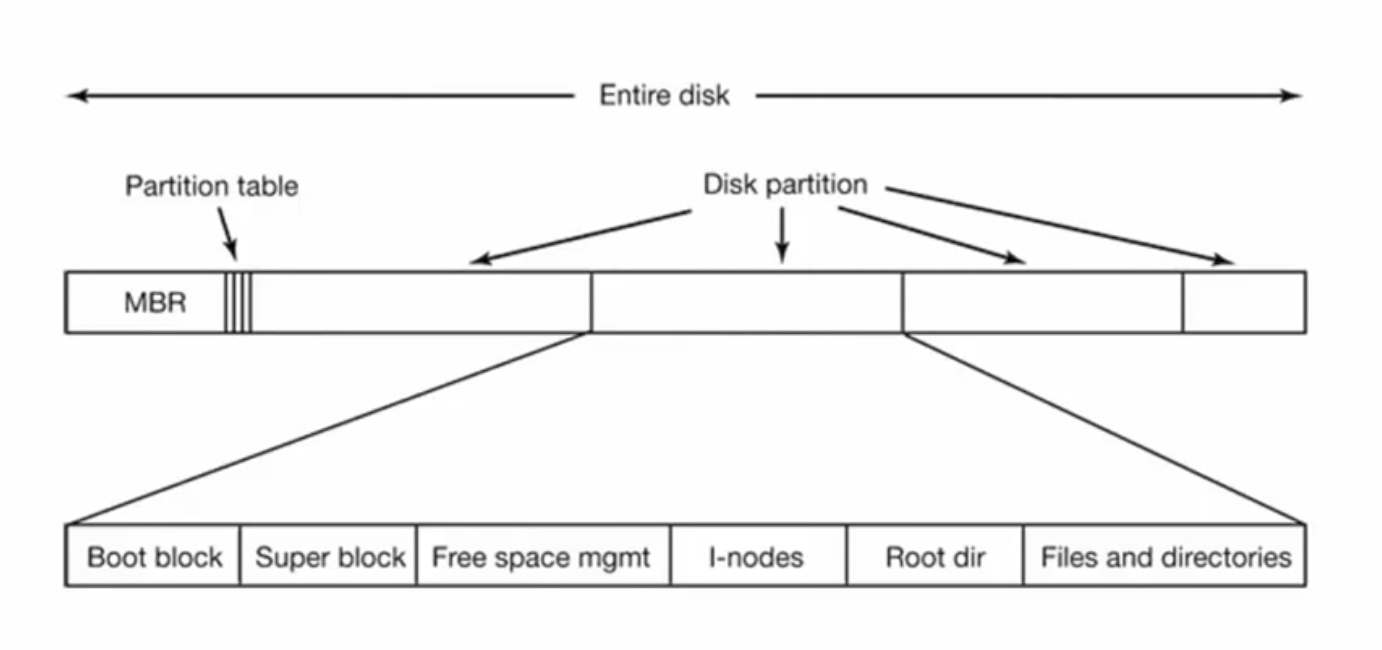 Entire disk
Partition table
Disk partition
MBR
Boot block
Super block
Free space mgmt
I-nodes
Root dir
Files and directories